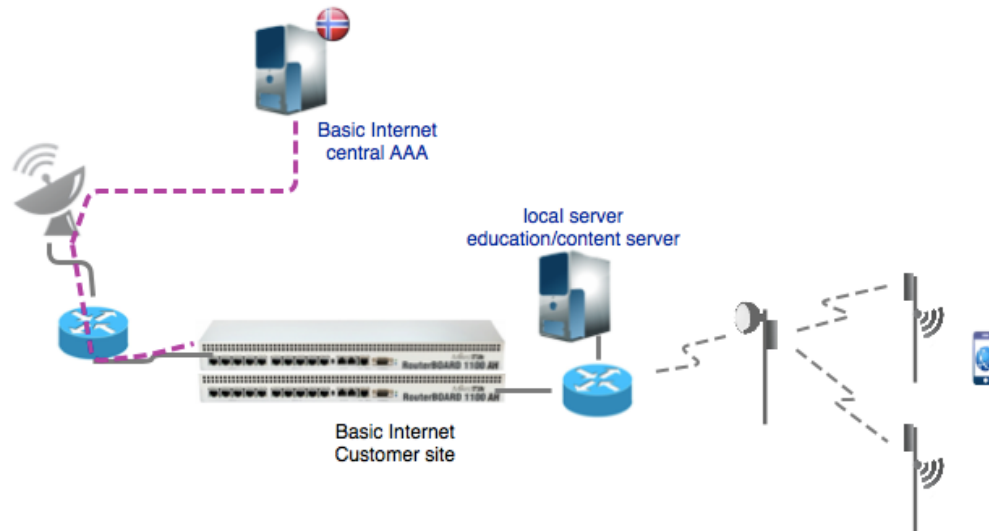 Basic Internet
central AAA
local server
education/content server
RouterBOARD 1100 AH
RouterBOARD 1100 AH
Basic Internet
Customer site